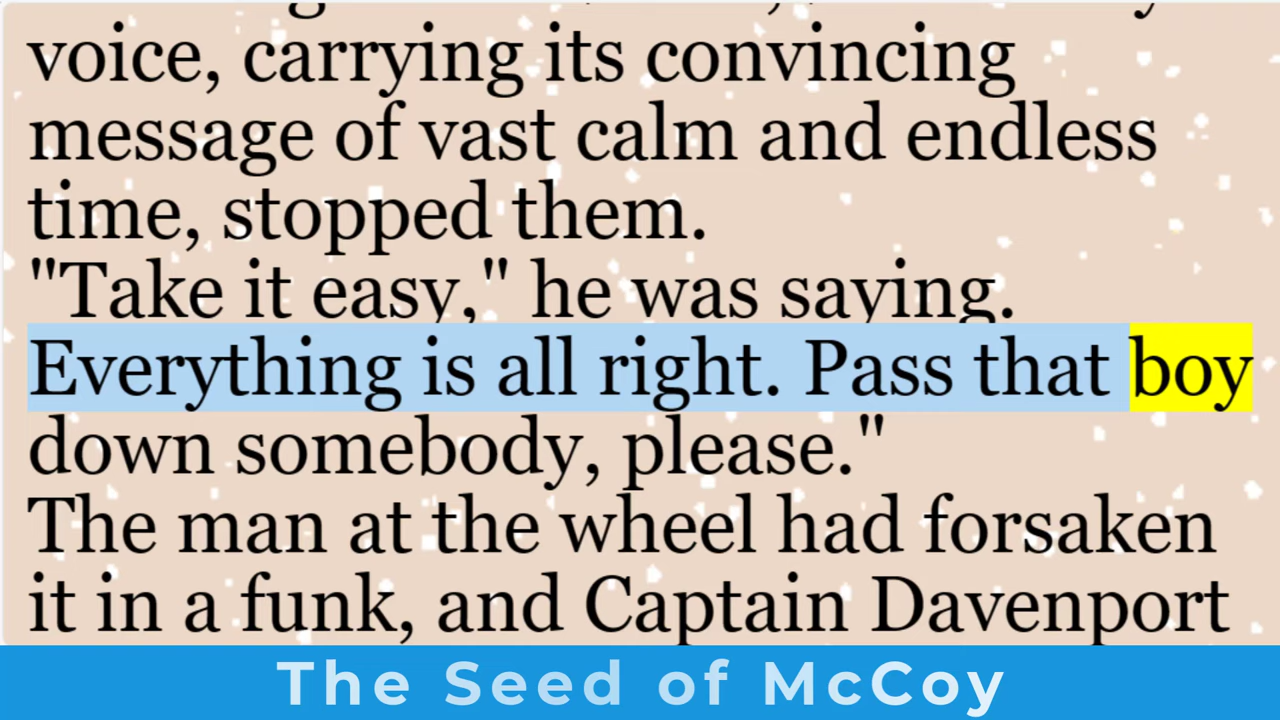 voice, carrying its convincing
message of vast calm and endless
time, stopped them.
"Take it easy," he was saying.
Everything is all right. Pass that boy
down somebody, please."
The man at the wheel had forsaken
it in a funk, and Captain Davenport
The Seed of McCoy